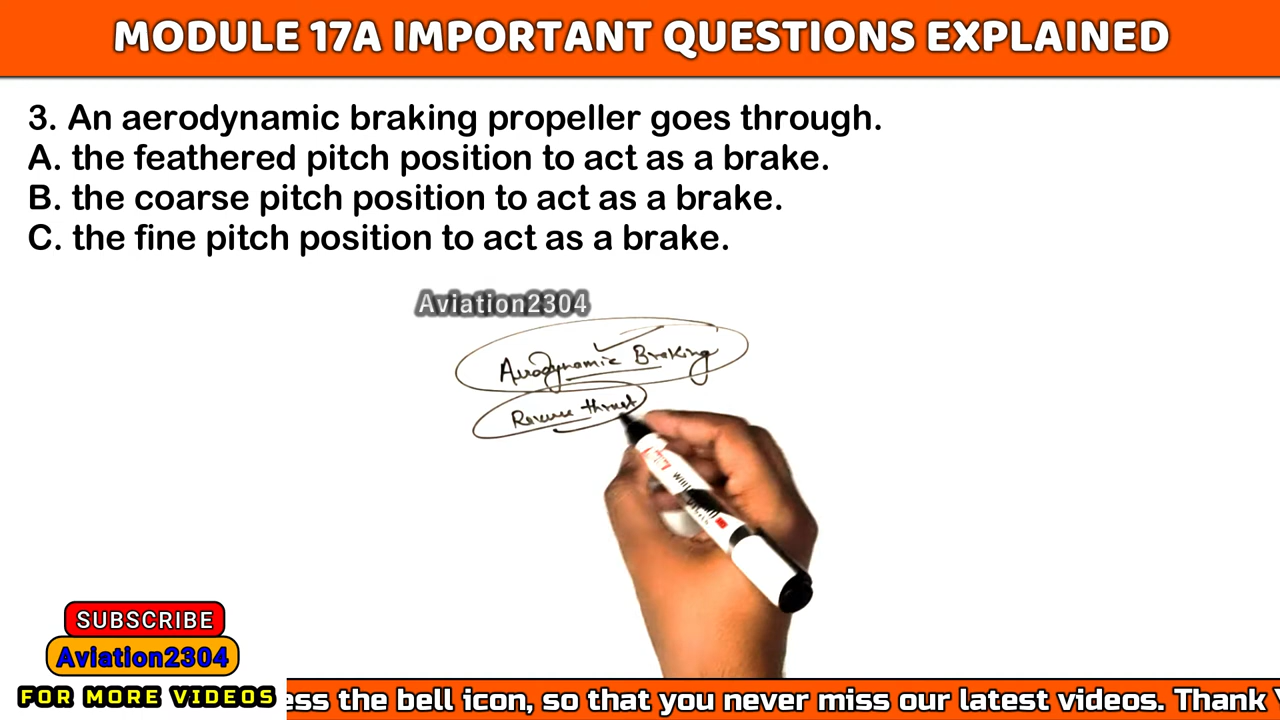 MODULE 17A IMPORTANT QUESTIONS EXPLAINED
3. An aerodynamic braking propeller goes through.
A. the feathered pitch position to act as a brake.
B. the coarse pitch position to act as a brake.
C. the fine pitch position to act as a brake.
Aviation2304
Aerodynamic Braking
Reverse thrust
SUBSCRIBE
Aviation2304
FOR MORE VIDEOS
ess the bell icon, so that you never miss our latest videos. Thank